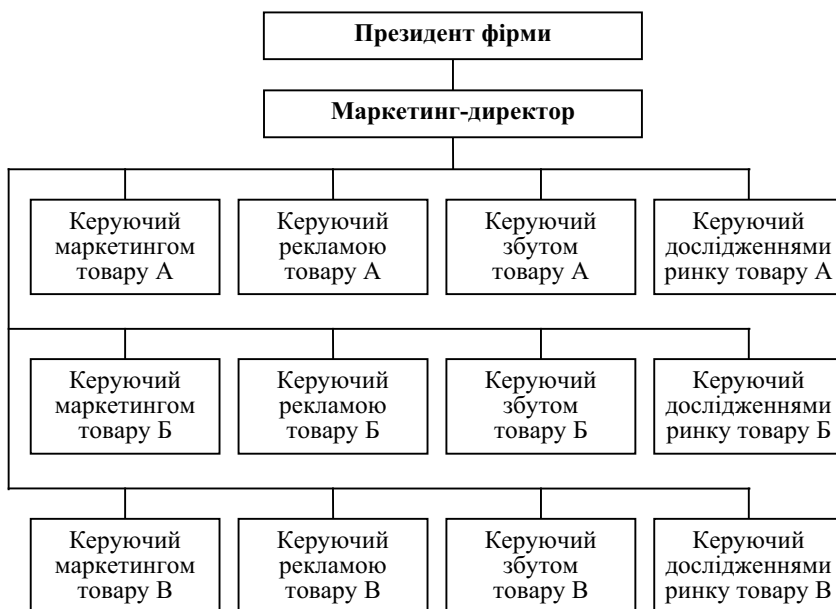 Президент фірми
Маркетинг-директор
Керуючий
маркетингом
товару А
Керуючий
рекламою
товару А
Керуючий
збутом
товару А
Керуючий
дослідженнями
ринку товару А
Керуючий
маркетингом
товару Б
Керуючий
рекламою
товару Б
Керуючий
збутом
товару Б
Керуючий
дослідженнями
ринку товару Б
Керуючий
маркетингом
товару В
Керуючий
рекламою
товару В
Керуючий
збутом
товару В
Керуючий
дослідженнями
ринку товару В